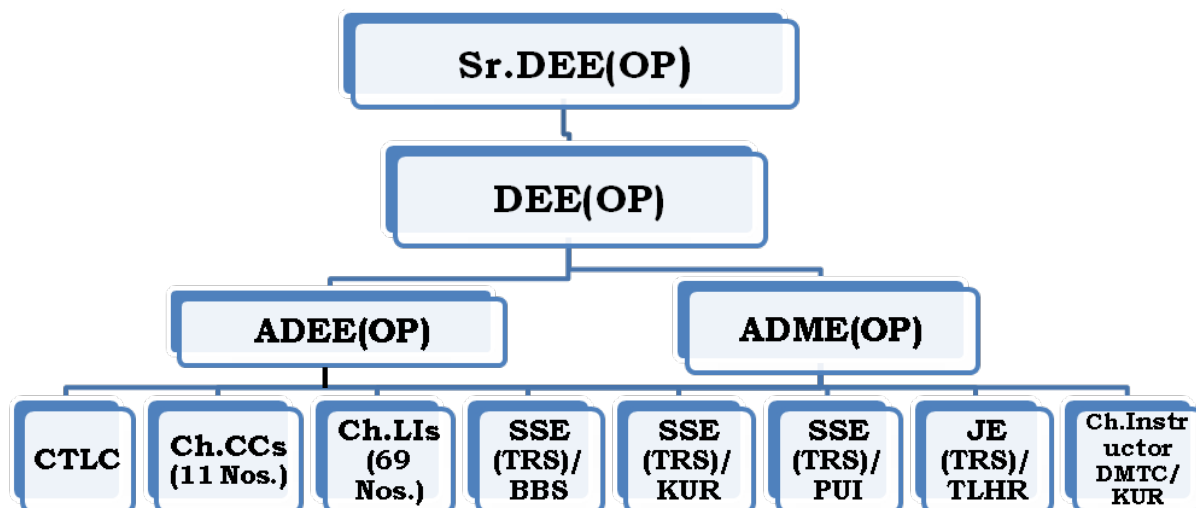 Sr.DEE(OP)
DEE(OP)
ADEE(OP)
ADME(OP)
CTLC
Ch.CCs
(11 Nos.)
Ch.LIs
(69
Nos.)
SSE
(TRS)/
BBS
SSE
(TRS)/
KUR
SSE
(TRS)/
PUI
JE
(TRS)/
TLHR
Ch.Instr
uctor
DMTC/
KUR